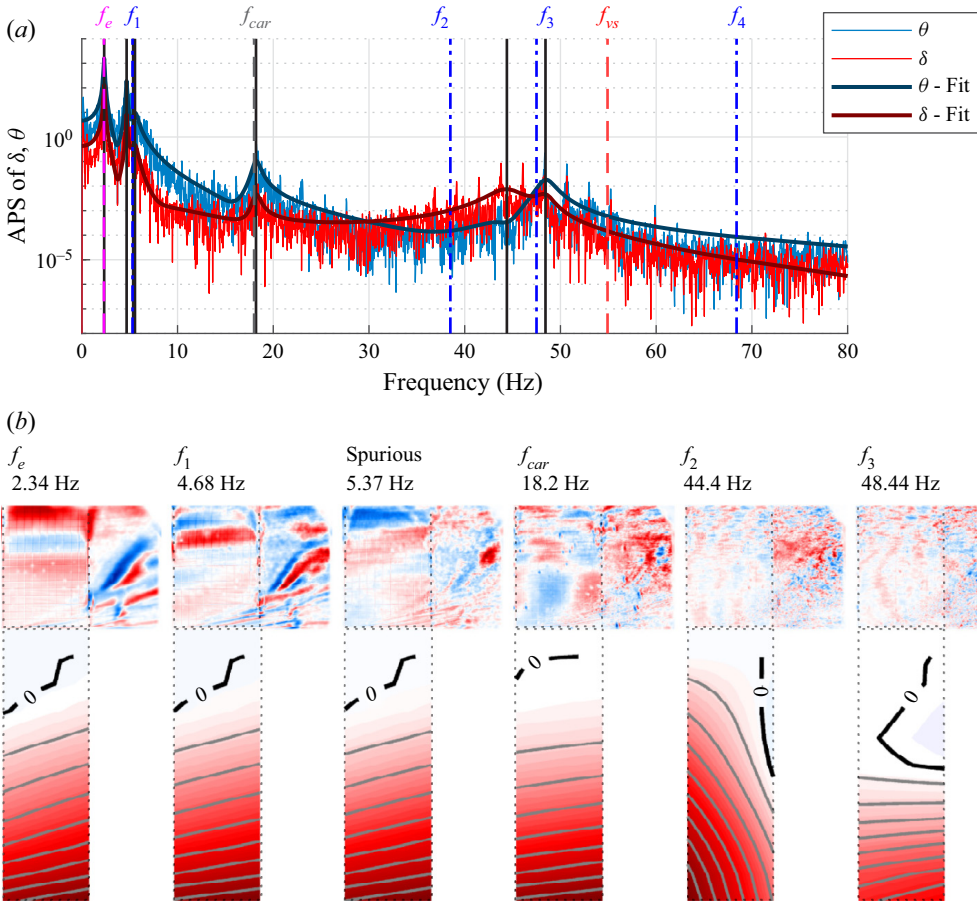 (a)
f_e f_1 f_car f_2 f_3 f_vs f_4
θ
δ
θ - Fit
δ - Fit
APS of δ, θ
10^0
10^-5
0 10 20 30 40 50 60 70 80
Frequency (Hz)
(b)
f_e f_1 Spurious f_car f_2 f_3
2.34 Hz 4.68 Hz 5.37 Hz 18.2 Hz 44.4 Hz 48.44 Hz
0 0 0 0 0 0